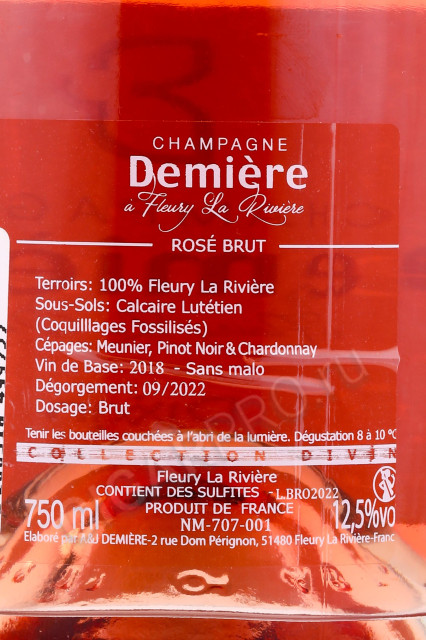 CHAMPAGNE
Demière
à Fleury La Rivière
ROSÉ BRUT
Terroirs: 100% Fleury La Rivière
Sous-Sols: Calcaire Lutétien
(Coquilllages Fossilisés)
Cépages: Meunier, Pinot Noir & Chardonnay
Vin de Base: 2018 - Sans malo
Dégorgement: 09/2022
Dosage: Brut
Tenir les bouteilles couchées à l'abri de la lumière. Dégustation 8 à 10 °C
COLLECTION DIVIN
Fleury La Rivière
CONTIENT DES SULFITES - L.BRO2022
PRODUIT DE FRANCE
750 ml NM-707-001 12,5%vo
Elaboré par A&J DEMIÈRE-2 rue Dom Pérignon, 51480 Fleury La Rivière-Franc